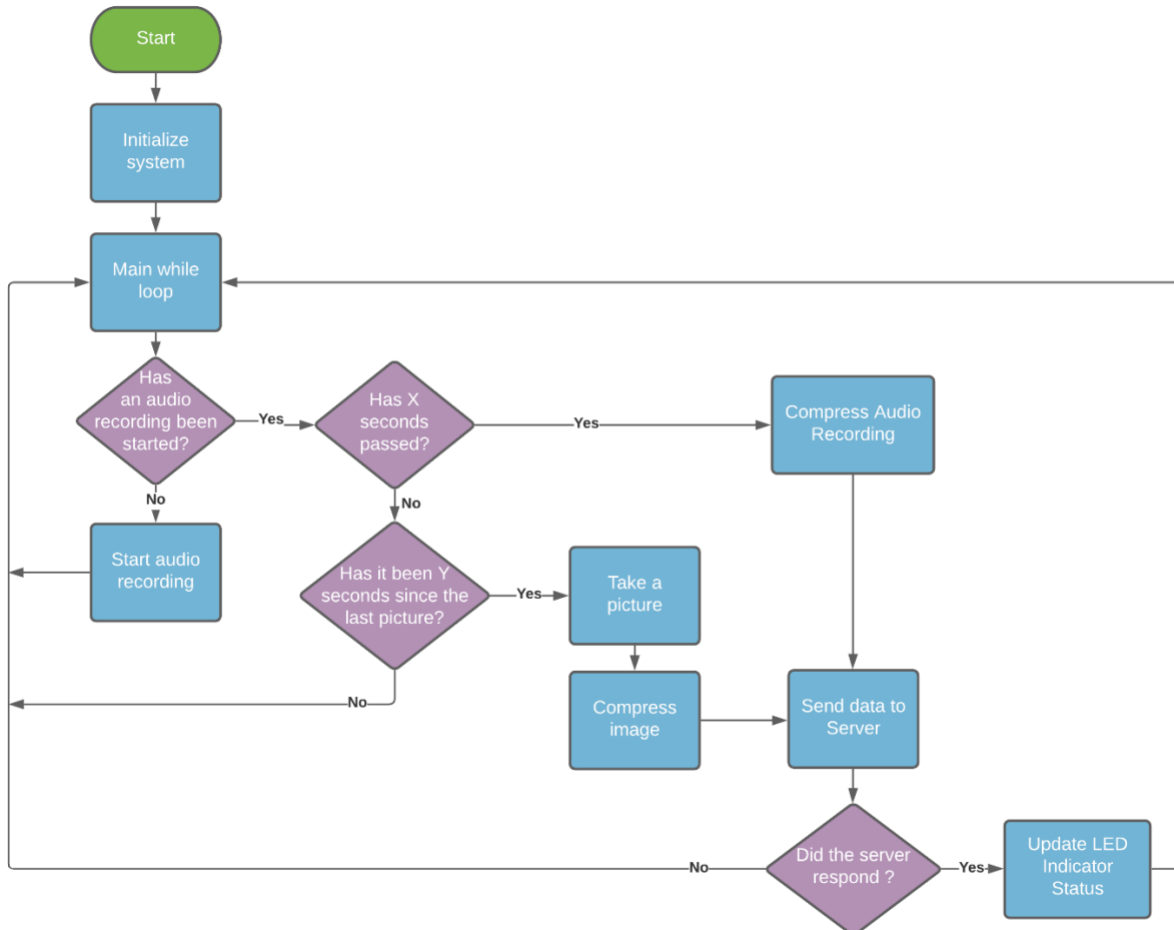 Start
Initialize
system
Main while
loop
Has
an audio
recording been
started?
Yes
Has X
seconds
passed?
Yes
Compress Audio
Recording
No
No
Start audio
recording
Has it been Y
seconds since the
last picture?
Yes
Take a
picture
No
Compress
image
Send data to
Server
Did the server
respond ?
No
Yes
Update LED
Indicator
Status